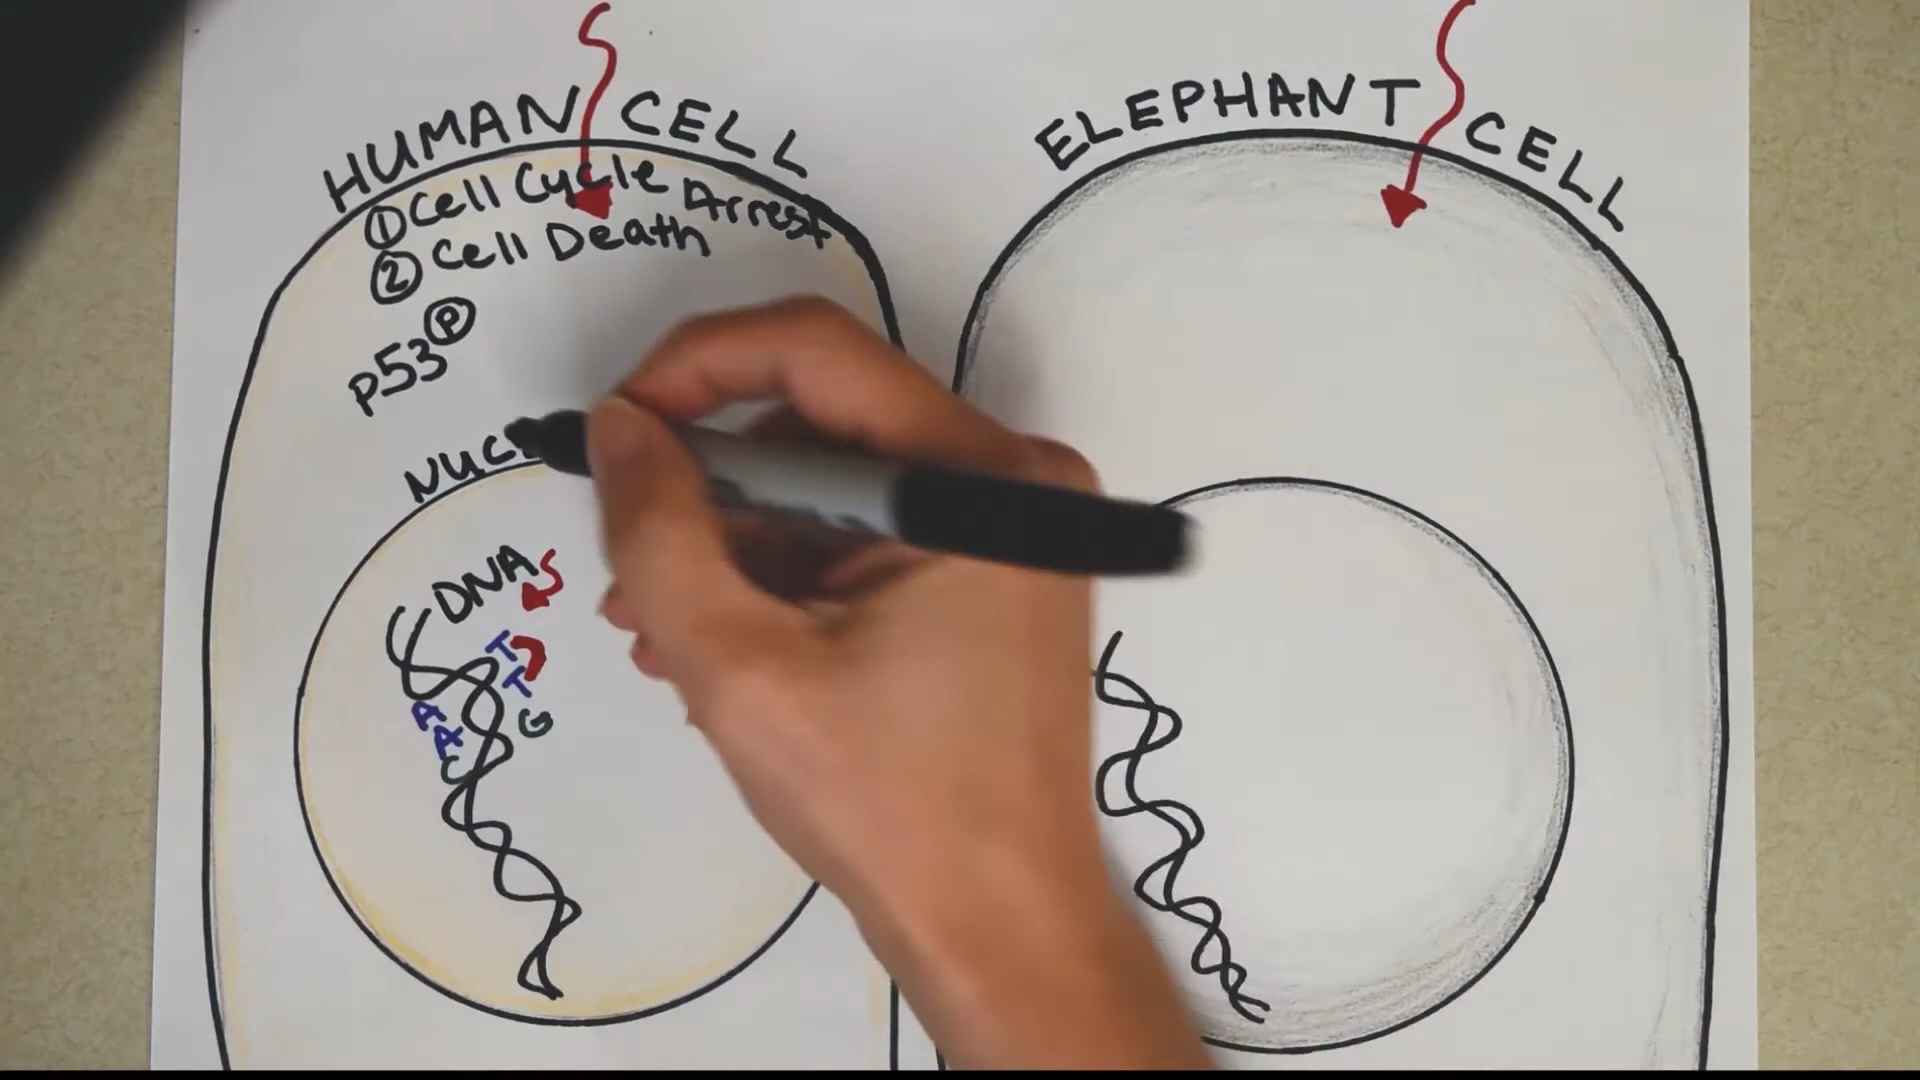 HUMAN CELL
① Cell Cycle Arrest
② Cell Death
p53 Ⓟ
DNA
T
T
A
G
A
C
ELEPHANT CELL